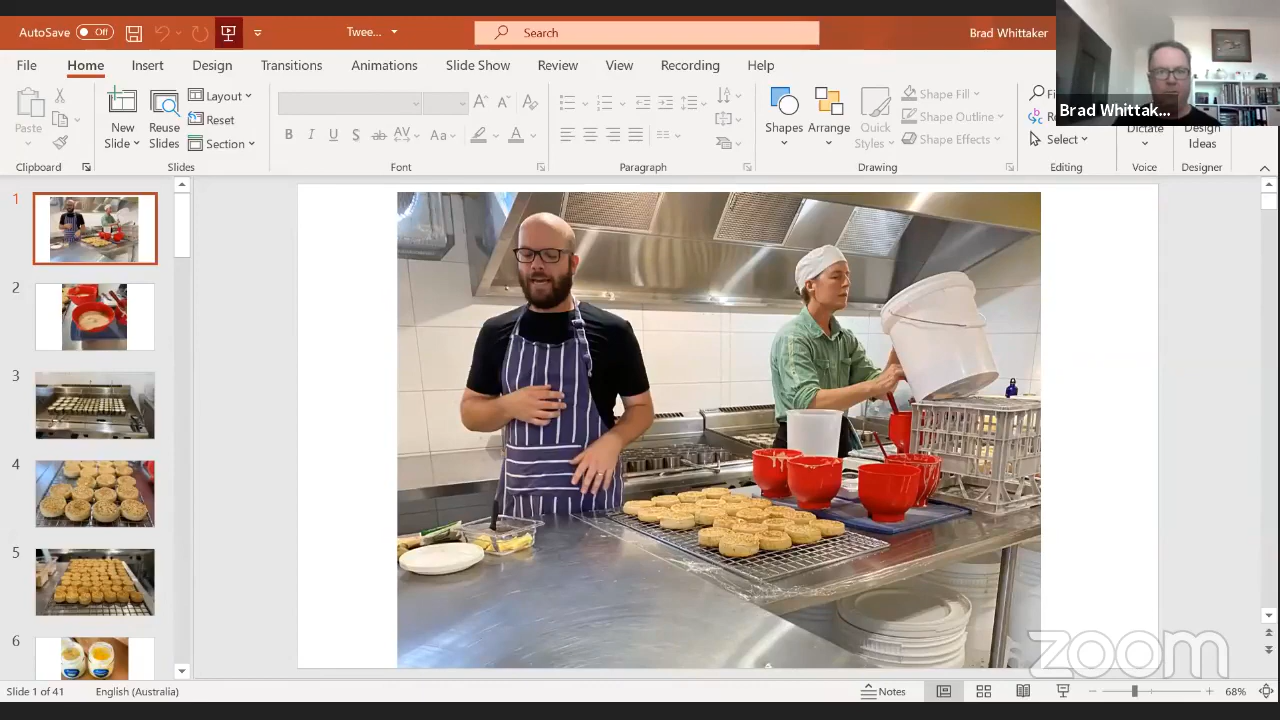 AutoSave Off Twee... Search Brad Whittaker
File Home Insert Design Transitions Animations Slide Show Review View Recording Help
Brad Whittak...
Paste
Clipboard
New Slide
Reuse Slides
Layout
Reset
Section
Slides
B I U S ab AV Aa A
Font
Paragraph
Shapes
Arrange
Quick Styles
Shape Fill
Shape Outline
Shape Effects
Drawing
Select
Editing
Dictate
Voice
Design Ideas
Designer
1
2
3
4
5
6
zoom
Slide 1 of 41 English (Australia) Notes 68%